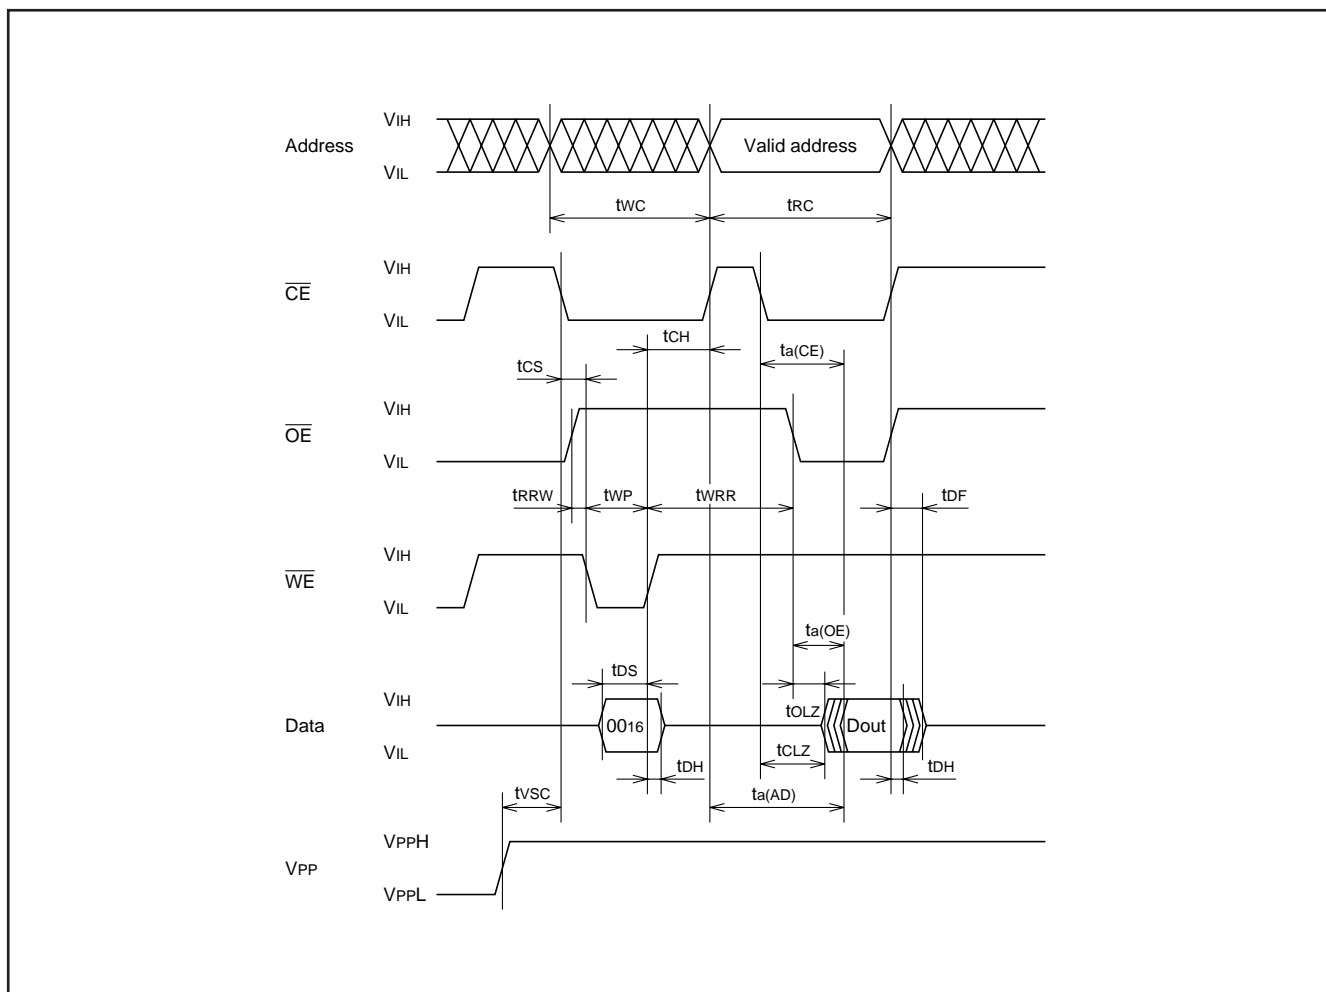 VIH
Address
Valid address
VIL
tWC
tRC
VIH
CE
VIL
tCH
ta(CE)
tCS
VIH
OE
VIL
tRRW
tWP
tWRR
tDF
VIH
WE
VIL
ta(OE)
tDS
VIH
tOLZ
Data
0016
Dout
VIL
tCLZ
tDH
tDH
tVSC
ta(AD)
VPPH
VPP
VPPL